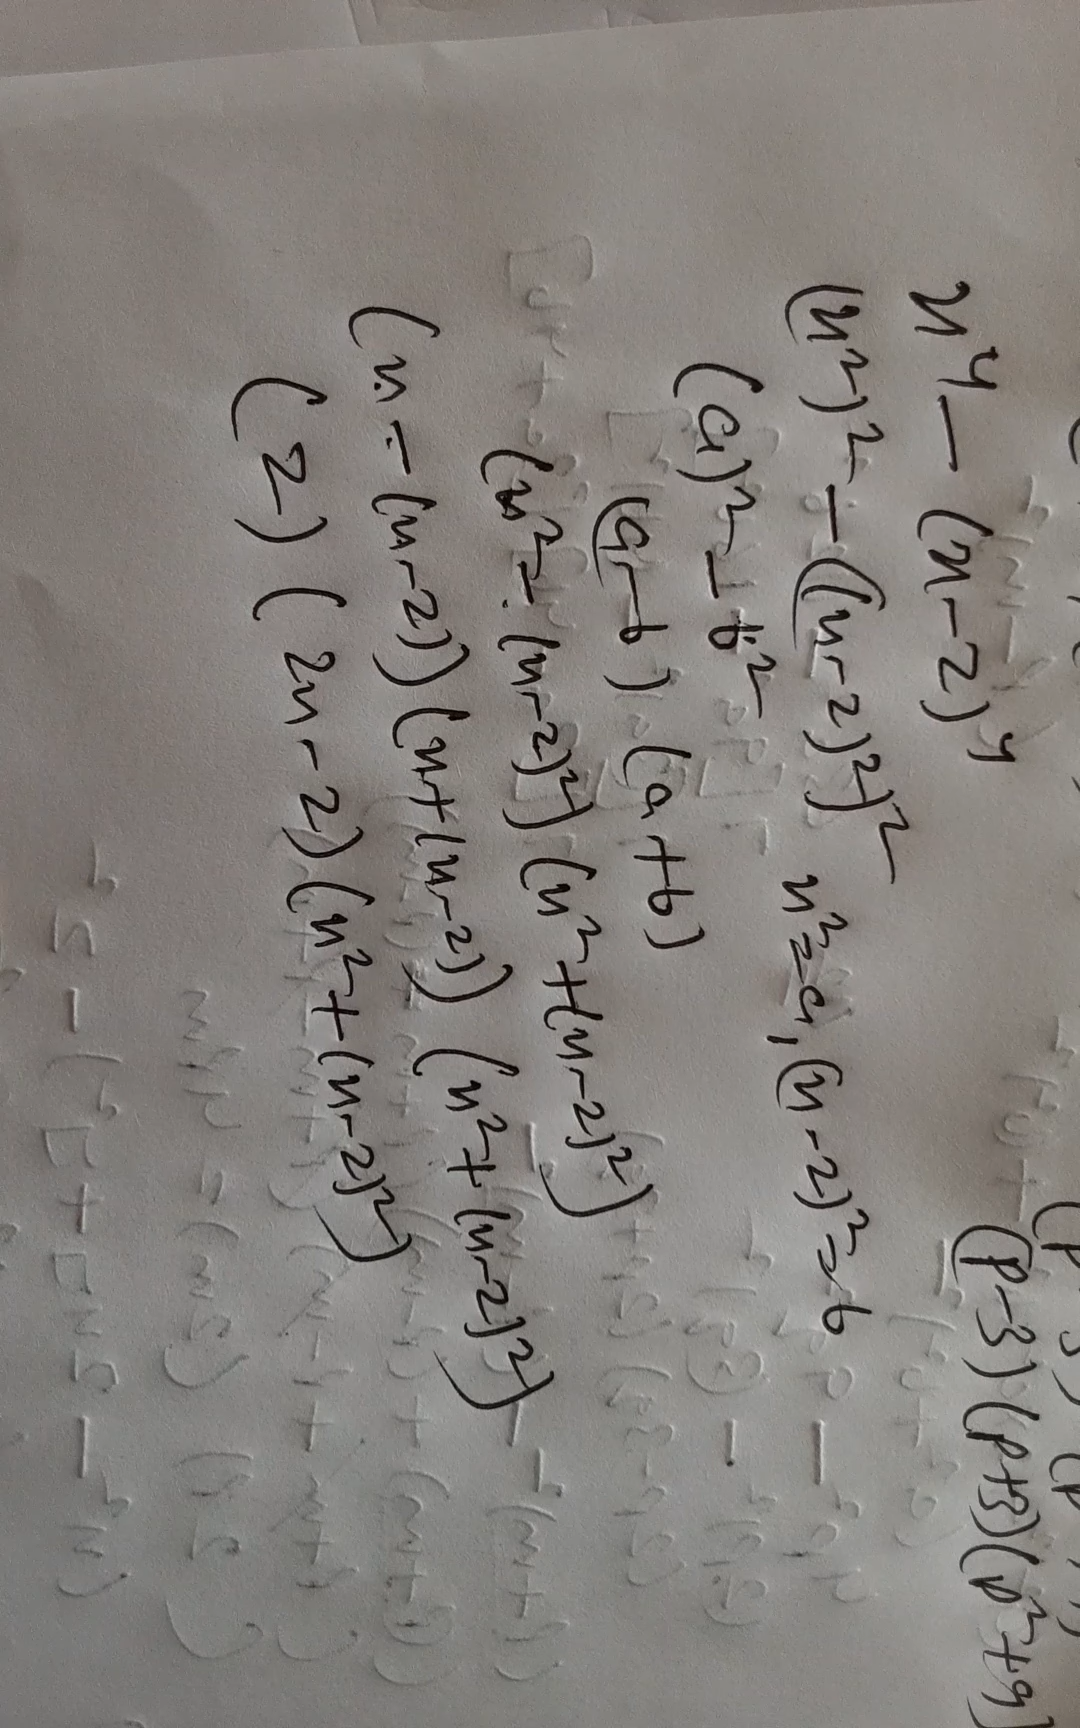 (p-3)(p+3)(p²+9)
x⁴ - (x-2)⁴
(x²)² - ((x-2)²)² x²=a, (x-2)²=b
(a)² - b²
(a-b) (a+b)
(x² - (x-2)²) (x² + (x-2)²)
(x - (x-2)) (x + (x-2)) (x² + (x-2)²)
(2) (2x-2) (x² + (x-2)²)